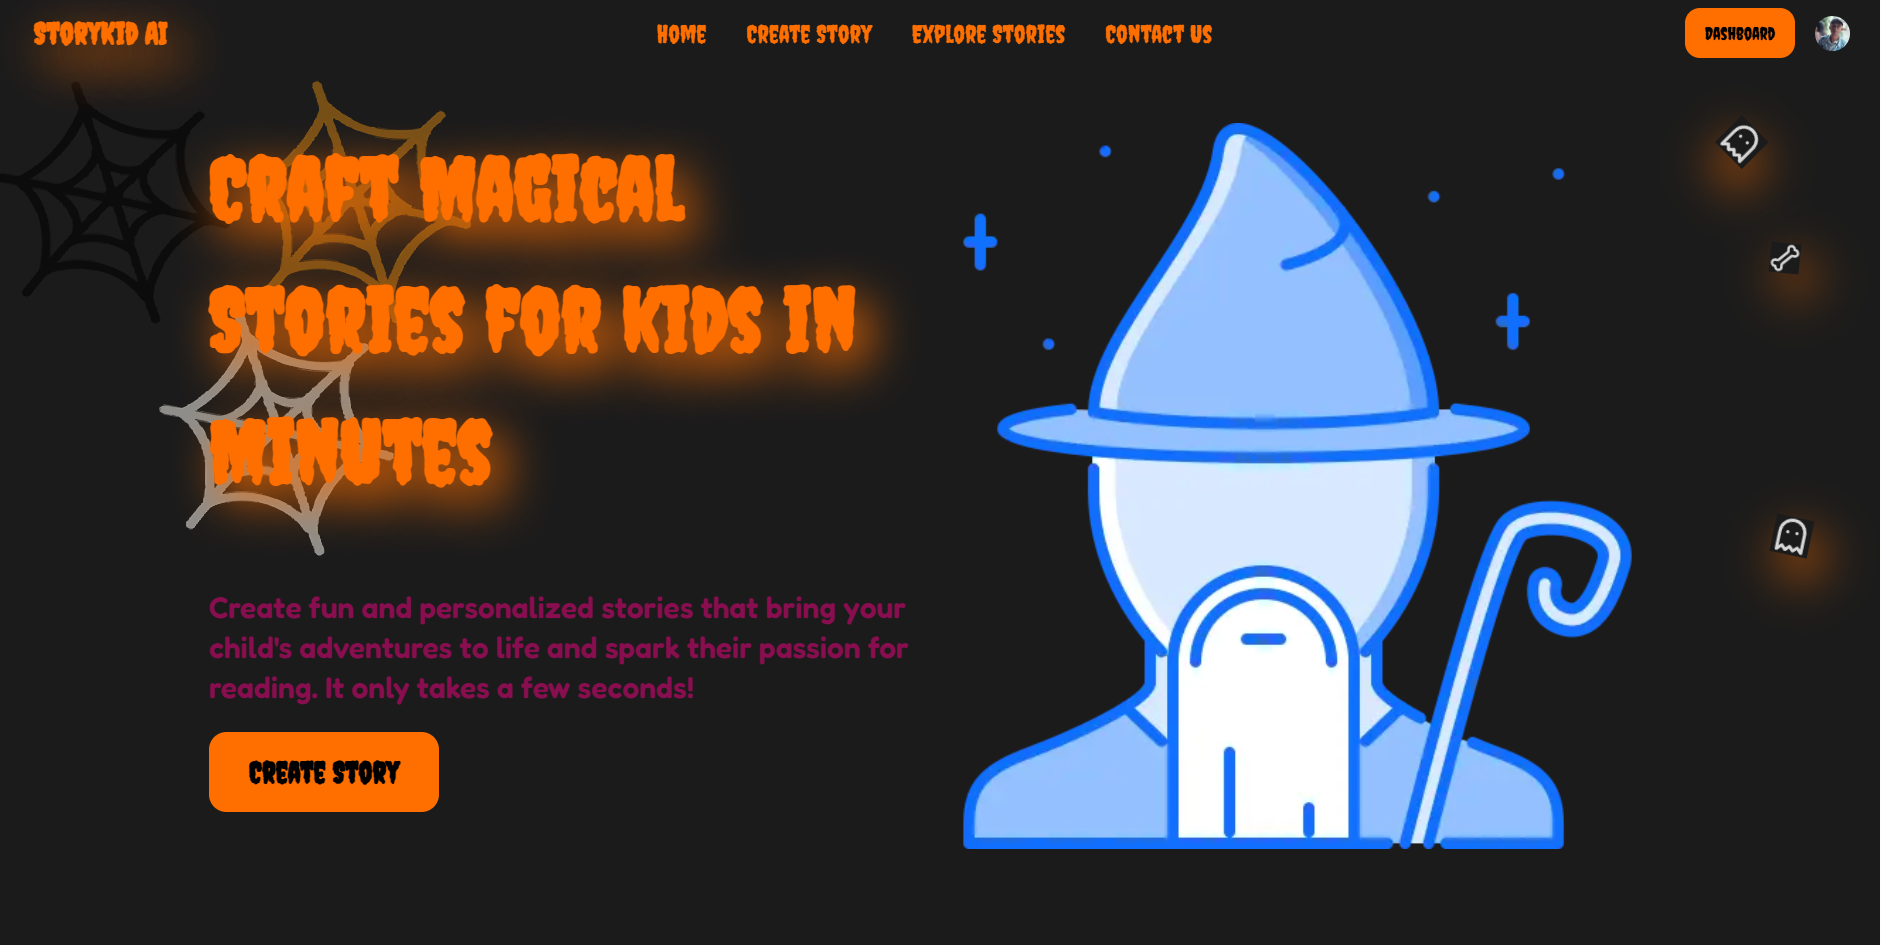 STORYKID AI
HOME
CREATE STORY
EXPLORE STORIES
CONTACT US
DASHBOARD
CRAFT MAGICAL
STORIES FOR KIDS IN
MINUTES
Create fun and personalized stories that bring your
child's adventures to life and spark their passion for
reading. It only takes a few seconds!
CREATE STORY